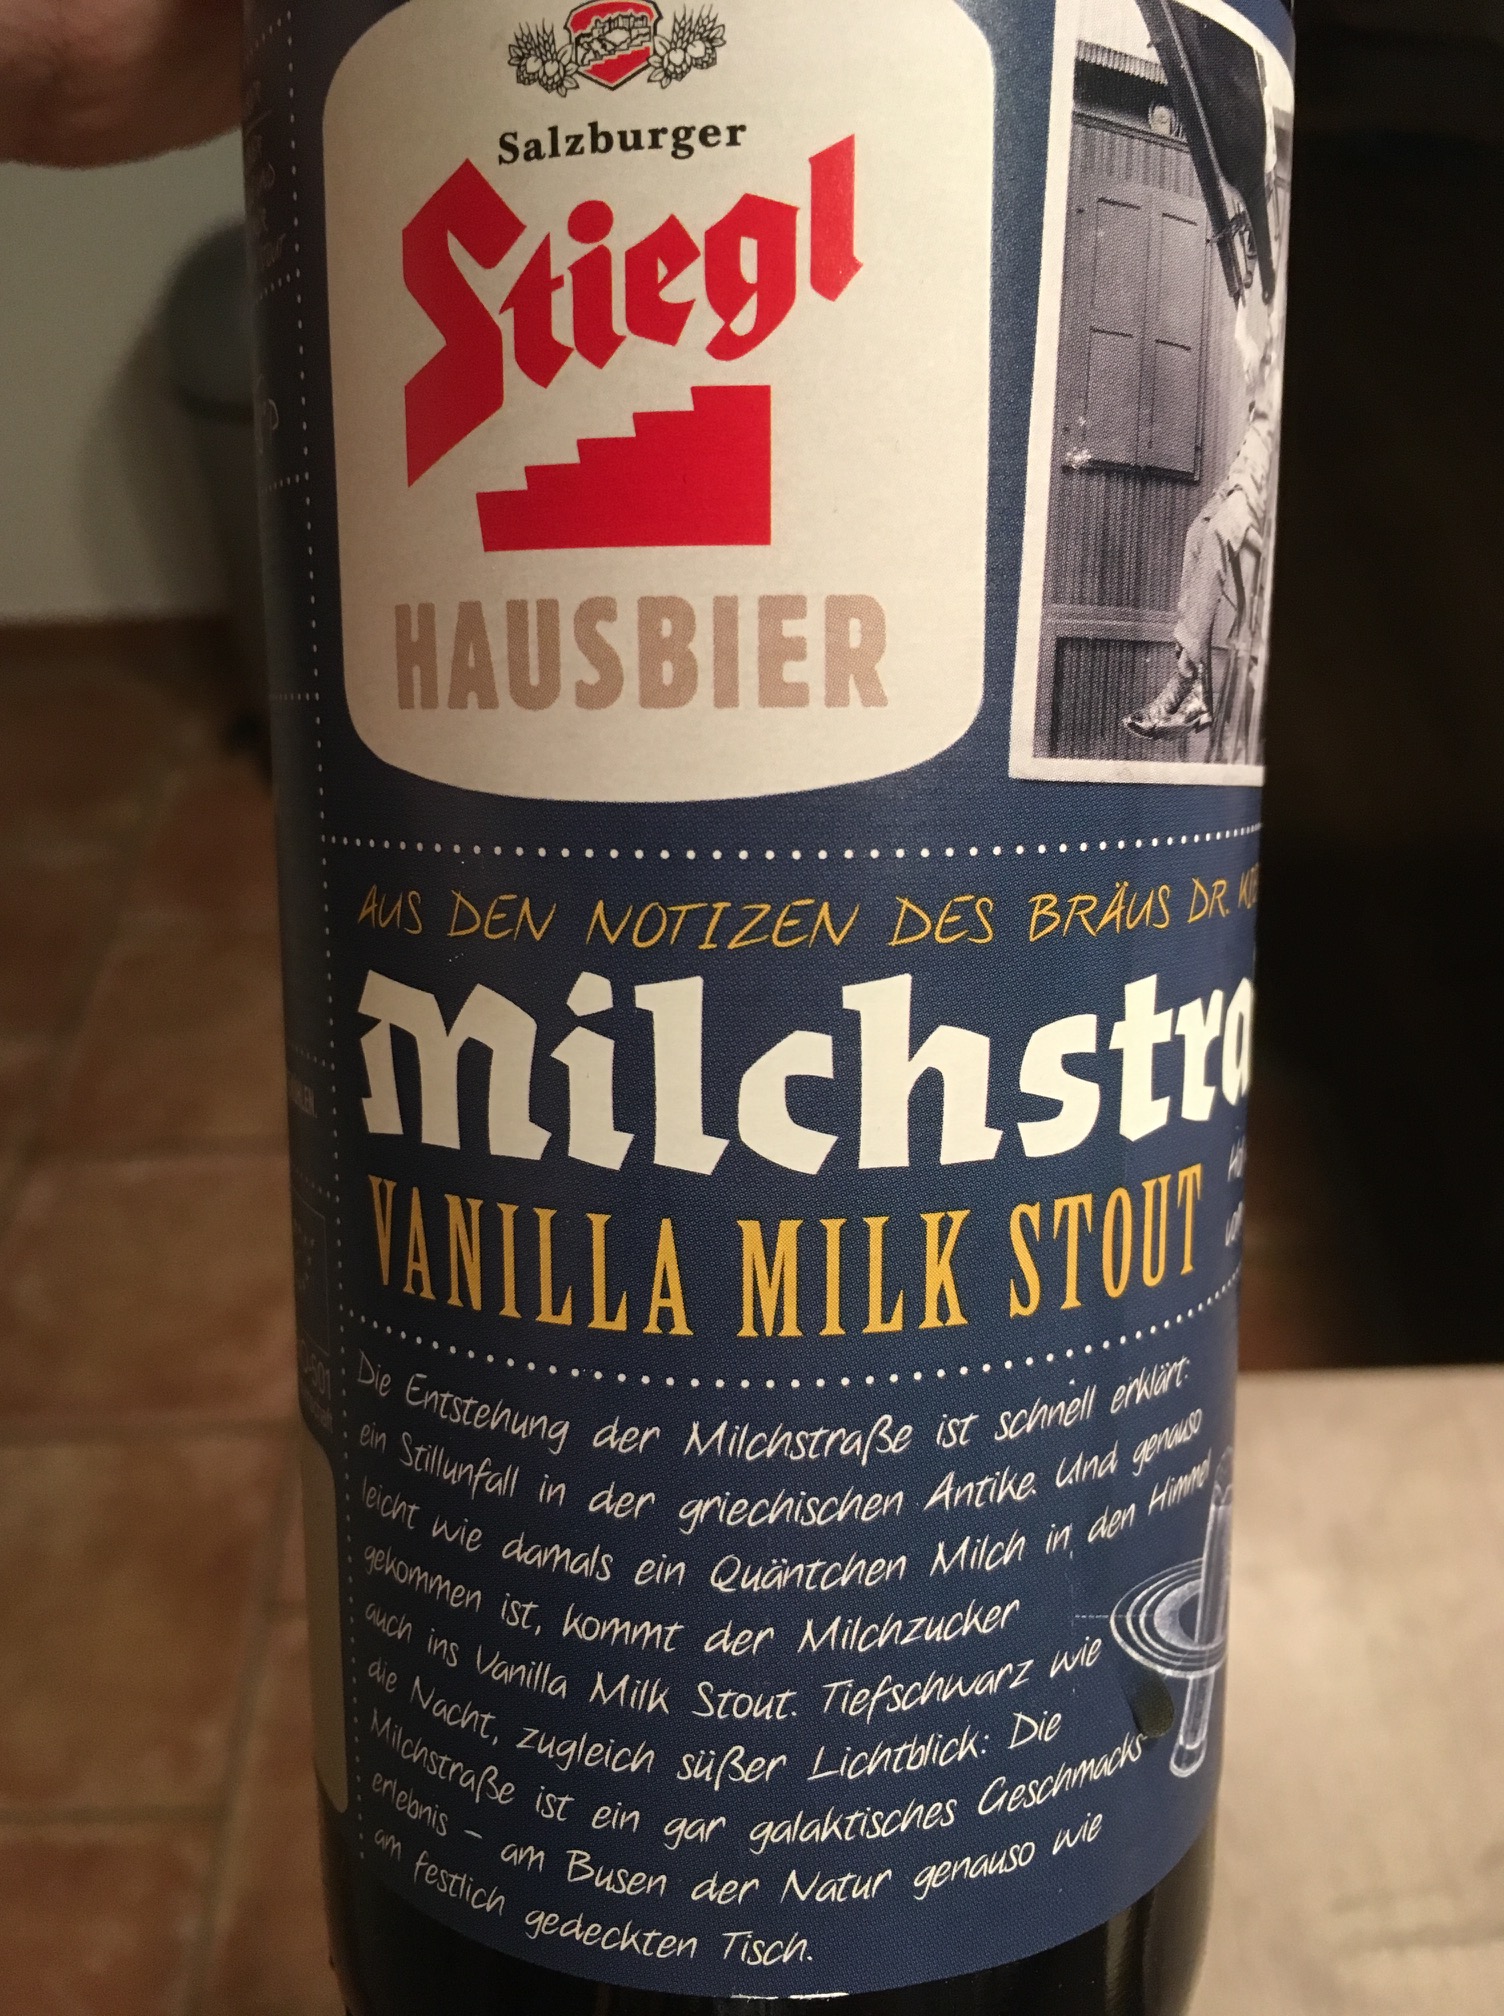 Salzburger
Stiegl
HAUSBIER
AUS DEN NOTIZEN DES BRÄUS DR.
Milchstra
VANILLA MILK STOUT
Die Entstehung der Milchstraße ist schnell erklärt:
ein Stillunfall in der griechischen Antike. Und genauso
leicht wie damals ein Quäntchen Milch in den Himmel
gekommen ist, kommt der Milchzucker
auch ins Vanilla Milk Stout. Tiefschwarz wie
die Nacht, zugleich süßer Lichtblick: Die
Milchstraße ist ein gar galaktisches Geschmacks-
erlebnis – am Busen der Natur genauso wie
am festlich gedeckten Tisch.